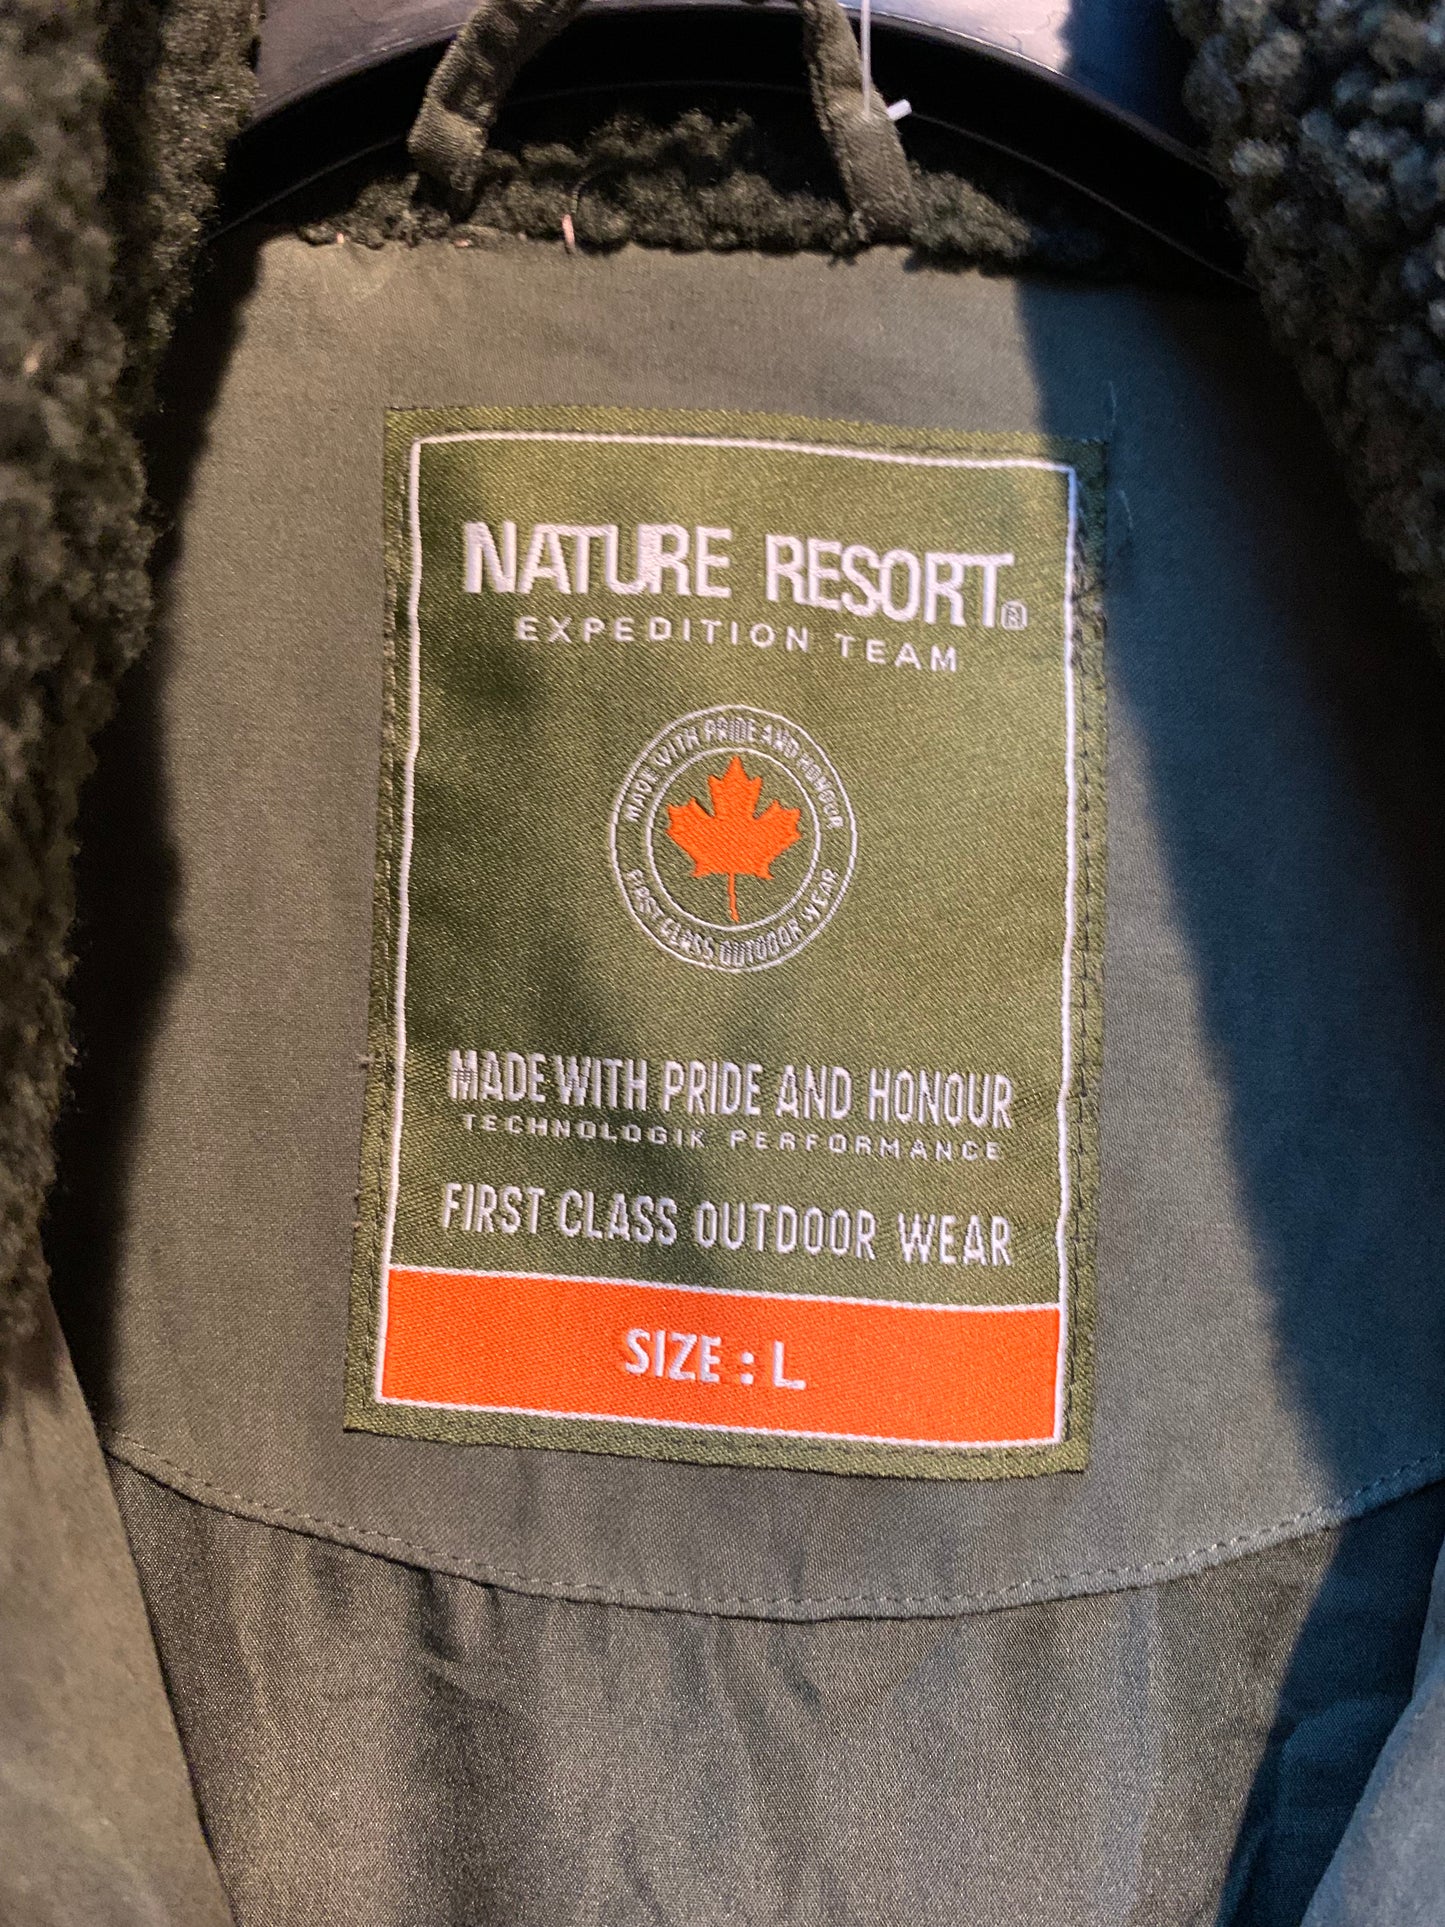 NATURE RESORT®
EXPEDITION TEAM
MADE WITH PRIDE AND HONOUR
FIRST CLASS OUTDOOR WEAR
MADE WITH PRIDE AND HONOUR
TECHNOLOGIK PERFORMANCE
FIRST CLASS OUTDOOR WEAR
SIZE : L